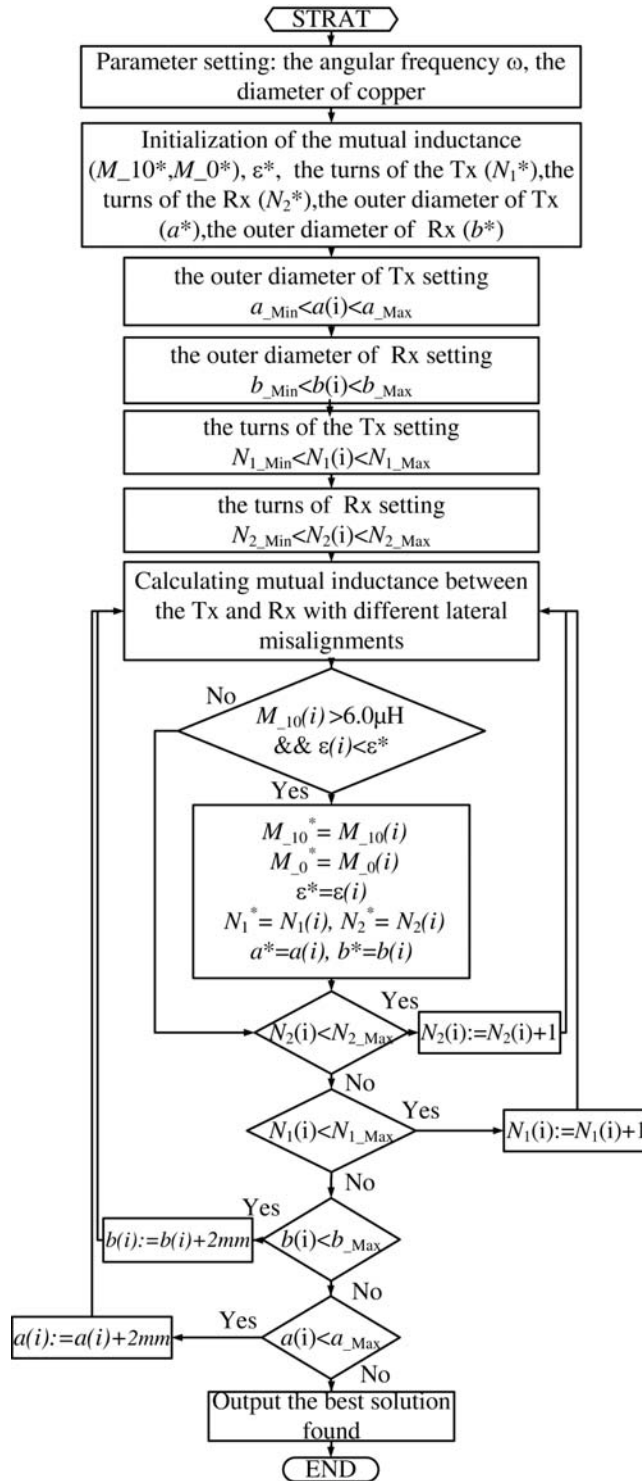 STRAT
Parameter setting: the angular frequency ω, the
diameter of copper
Initialization of the mutual inductance
(M_10*,M_0*), ε*, the turns of the Tx (N₁*),the
turns of the Rx (N₂*),the outer diameter of Tx
(a*),the outer diameter of Rx (b*)
the outer diameter of Tx setting
a_Min<a(i)<a_Max
the outer diameter of Rx setting
b_Min<b(i)<b_Max
the turns of the Tx setting
N1_Min<N₁(i)<N1_Max
the turns of Rx setting
N2_Min<N₂(i)<N2_Max
Calculating mutual inductance between
the Tx and Rx with different lateral
misalignments
No
M_10(i)>6.0μH
&& ε(i)<ε*
Yes
M_10*= M_10(i)
M_0*= M_0(i)
ε*=ε(i)
N₁*= N₁(i), N₂*= N₂(i)
a*=a(i), b*=b(i)
N₂(i)<N2_Max
Yes
N₂(i):=N₂(i)+1
No
N₁(i)<N1_Max
Yes
N₁(i):=N₁(i)+1
No
b(i)<b_Max
Yes
b(i):=b(i)+2mm
No
a(i)<a_Max
Yes
a(i):=a(i)+2mm
No
Output the best solution
found
END